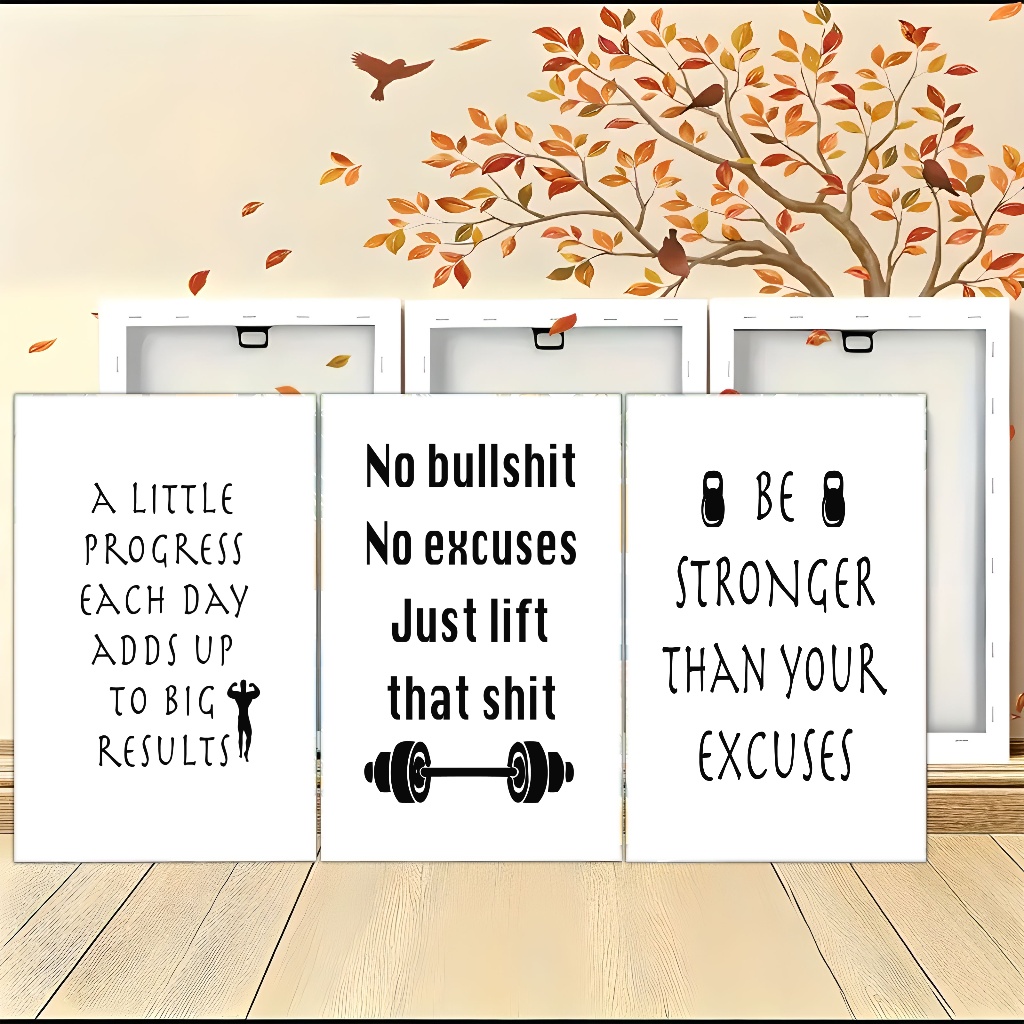 A LITTLE
PROGRESS
EACH DAY
ADDS UP
TO BIG
RESULTS
No bullshit
No excuses
Just lift
that shit
BE
STRONGER
THAN YOUR
EXCUSES